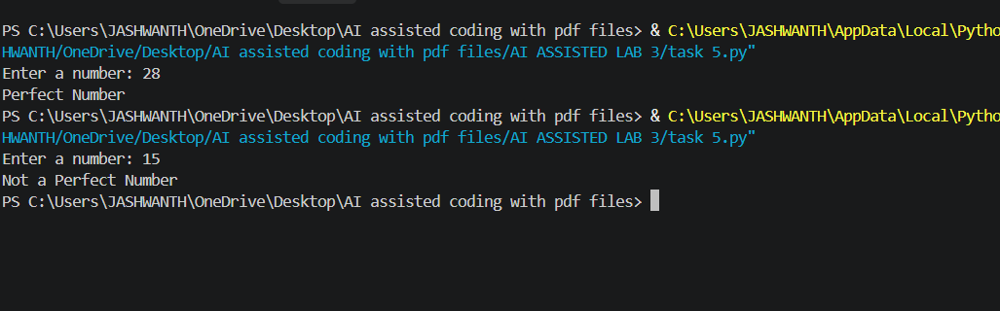 PS C:\Users\JASHWANTH\OneDrive\Desktop\AI assisted coding with pdf files> & C:\Users\JASHWANTH\AppData\Local\Pytho
HWANTH/OneDrive/Desktop/AI assisted coding with pdf files/AI ASSISTED LAB 3/task 5.py"
Enter a number: 28
Perfect Number
PS C:\Users\JASHWANTH\OneDrive\Desktop\AI assisted coding with pdf files> & C:\Users\JASHWANTH\AppData\Local\Pytho
HWANTH/OneDrive/Desktop/AI assisted coding with pdf files/AI ASSISTED LAB 3/task 5.py"
Enter a number: 15
Not a Perfect Number
PS C:\Users\JASHWANTH\OneDrive\Desktop\AI assisted coding with pdf files>